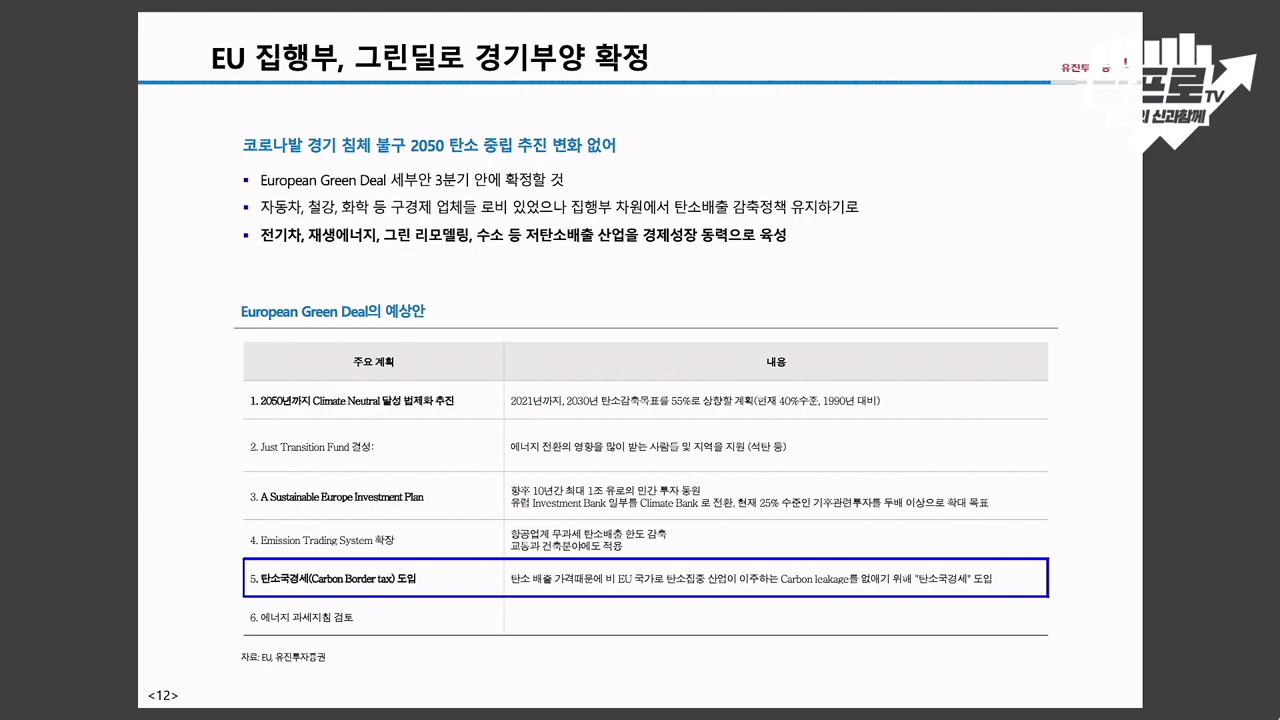 EU 집행부, 그린딜로 경기부양 확정
유진투
프로TV
신과함께
코로나발 경기 침체 불구 2050 탄소 중립 추진 변화 없어
European Green Deal 세부안 3분기 안에 확정할 것
자동차, 철강, 화학 등 구경제 업체들 로비 있었으나 집행부 차원에서 탄소배출 감축정책 유지하기로
전기차, 재생에너지, 그린 리모델링, 수소 등 저탄소배출 산업을 경제성장 동력으로 육성
European Green Deal의 예상안
주요 계획 내용
1. 2050년까지 Climate Neutral 달성 법제화 추진 2021년까지, 2030년 탄소감축목표를 55%로 상향할 계획(현재 40%수준, 1990년 대비)
2. Just Transition Fund 결성: 에너지 전환의 영향을 많이 받는 사람들 및 지역을 지원 (석탄 등)
3. A Sustainable Europe Investment Plan
향후 10년간 최대 1조 유로의 민간 투자 동원
유럽 Investment Bank 일부를 Climate Bank 로 전환, 현재 25% 수준인 기후관련투자를 두배 이상으로 확대 목표
4. Emission Trading System 확장
항공업계 무과세 탄소배출 한도 감축
교통과 건축분야에도 적용
5. 탄소국경세(Carbon Border tax) 도입 탄소 배출 가격때문에 비 EU 국가로 탄소집중 산업이 이주하는 Carbon leakage를 없애기 위해 "탄소국경세" 도입
6. 에너지 과세지침 검토
자료: EU, 유진투자증권
<12>